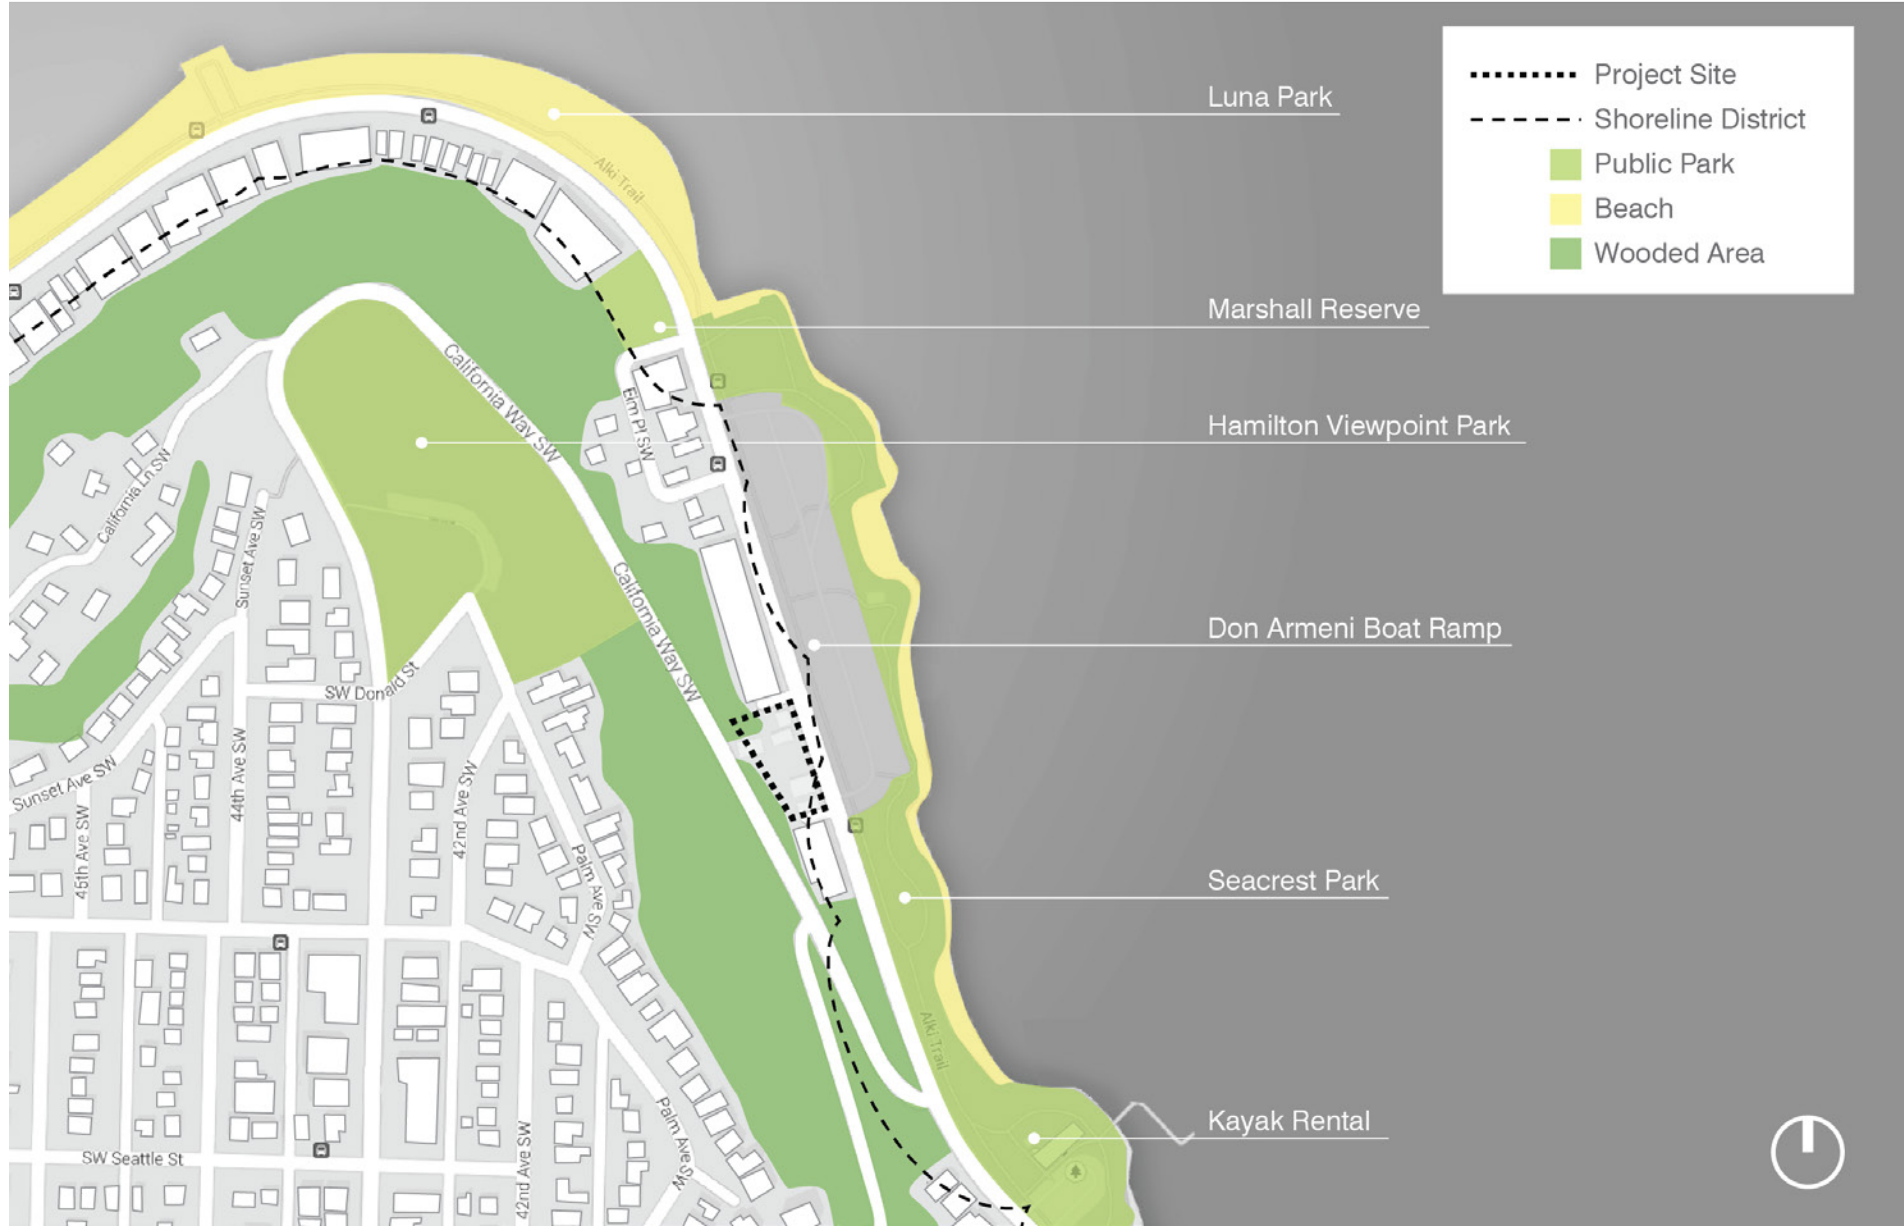 Project Site
Shoreline District
Public Park
Beach
Wooded Area
Luna Park
Marshall Reserve
Hamilton Viewpoint Park
Don Armeni Boat Ramp
Seacrest Park
Kayak Rental
Alki Trail
California Way SW
Elm Pl SW
California Ln SW
Sunset Ave SW
California Way SW
SW Donald St
Sunset Ave SW
44th Ave SW
42nd Ave SW
45th Ave SW
Palm Ave SW
Alki Trail
Palm Ave SW
42nd Ave SW
SW Seattle St